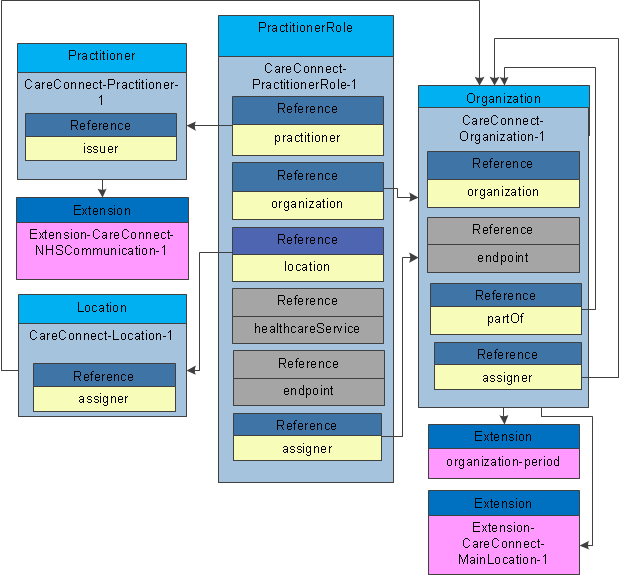 Practitioner
CareConnect-Practitioner-
1
Reference
issuer
Extension
Extension-CareConnect-
NHSCommunication-1
Location
CareConnect-Location-1
Reference
assigner
PractitionerRole
CareConnect-
PractitionerRole-1
Reference
practitioner
Reference
organization
Reference
location
Reference
healthcareService
Reference
endpoint
Reference
assigner
Organization
CareConnect-
Organization-1
Reference
organization
Reference
endpoint
Reference
partOf
Reference
assigner
Extension
organization-period
Extension
Extension-
CareConnect-
MainLocation-1